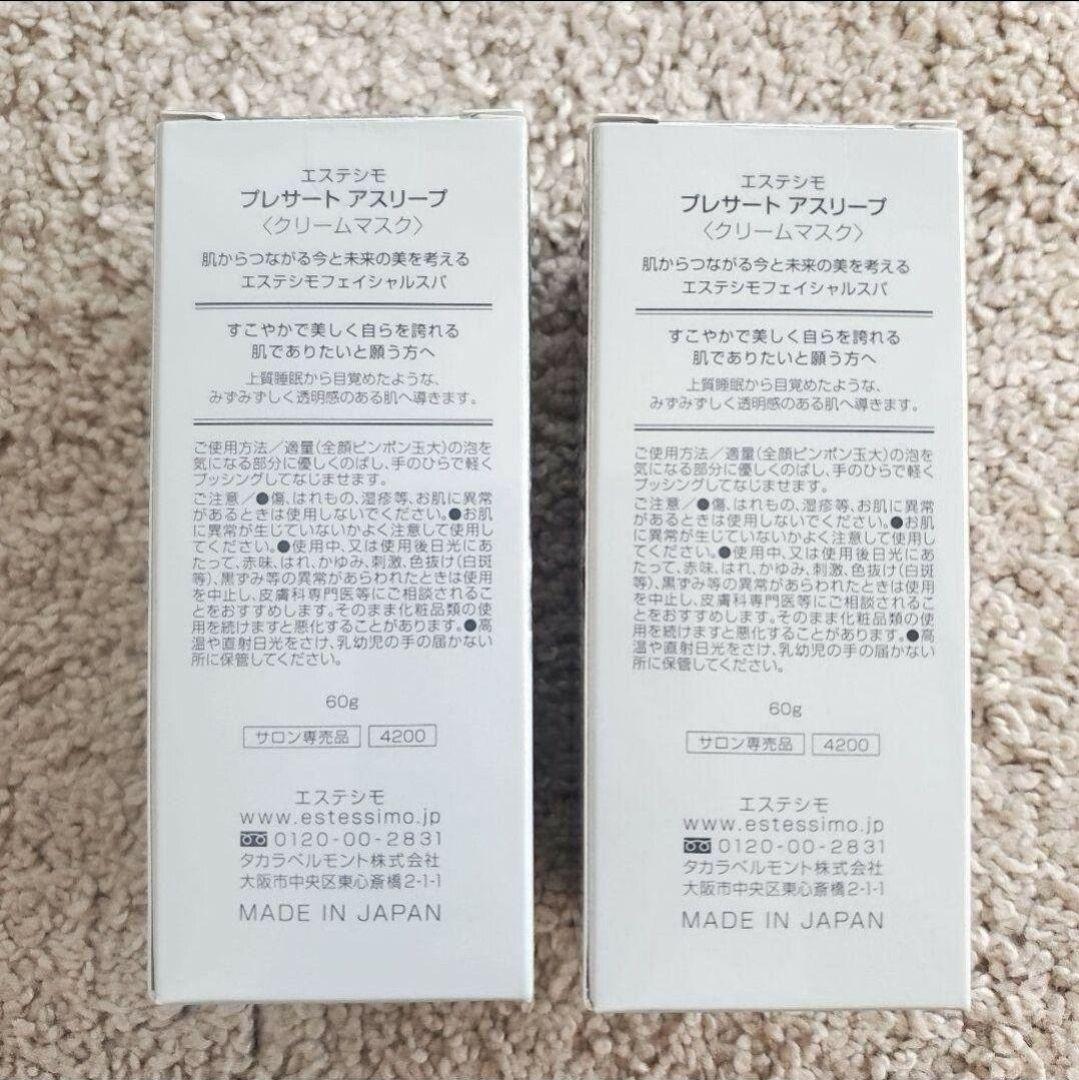 エステシモ
プレサート アスリープ
〈クリームマスク〉
肌からつながる今と未来の美を考える
エステシモフェイシャルスパ
すこやかで美しく自らを誇れる
肌でありたいと願う方へ
上質睡眠から目覚めたような、
みずみずしく透明感のある肌へ導きます。
ご使用方法／適量(全顔ピンポン玉大)の泡を
気になる部分に優しくのばし、手のひらで軽く
プッシングしてなじませます。
ご注意／●傷、はれもの、湿疹等、お肌に異常
があるときは使用しないでください。●お肌
に異常が生じていないかよく注意して使用し
てください。●使用中、又は使用後日光にあ
たって、赤味、はれ、かゆみ、刺激、色抜け(白斑
等)、黒ずみ等の異常があらわれたときは使用
を中止し、皮膚科専門医等にご相談されるこ
とをおすすめします。そのまま化粧品類の使
用を続けますと悪化することがあります。●高
温や直射日光をさけ、乳幼児の手の届かない
所に保管してください。
60g
サロン専売品 4200
エステシモ
www.estessimo.jp
0120-00-2831
タカラベルモント株式会社
大阪市中央区東心斎橋2-1-1
MADE IN JAPAN
エステシモ
プレサート アスリープ
〈クリームマスク〉
肌からつながる今と未来の美を考える
エステシモフェイシャルスパ
すこやかで美しく自らを誇れる
肌でありたいと願う方へ
上質睡眠から目覚めたような、
みずみずしく透明感のある肌へ導きます。
ご使用方法／適量(全顔ピンポン玉大)の泡を
気になる部分に優しくのばし、手のひらで軽く
プッシングしてなじませます。
ご注意／●傷、はれもの、湿疹等、お肌に異常
があるときは使用しないでください。●お肌
に異常が生じていないかよく注意して使用し
てください。●使用中、又は使用後日光にあ
たって、赤味、はれ、かゆみ、刺激、色抜け(白斑
等)、黒ずみ等の異常があらわれたときは使用
を中止し、皮膚科専門医等にご相談されるこ
とをおすすめします。そのまま化粧品類の使
用を続けますと悪化することがあります。●高
温や直射日光をさけ、乳幼児の手の届かない
所に保管してください。
60g
サロン専売品 4200
エステシモ
www.estessimo.jp
0120-00-2831
タカラベルモント株式会社
大阪市中央区東心斎橋2-1-1
MADE IN JAPAN